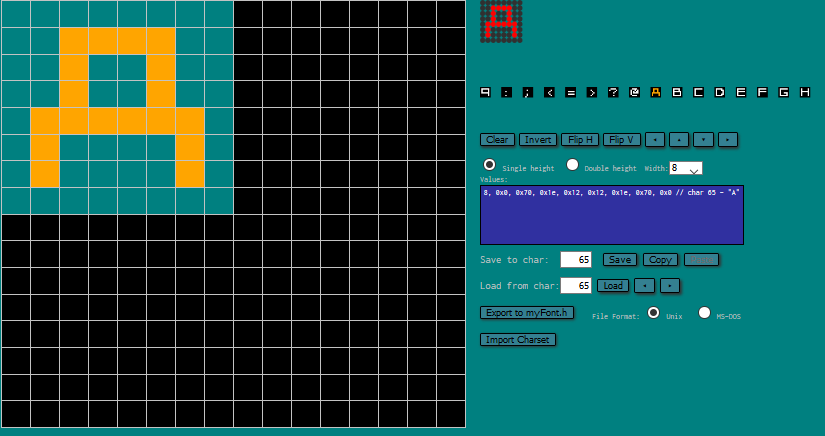 9 : ; < = > ? @ A B C D E F G H
Clear Invert Flip H Flip V
Single height Double height Width: 8
Values:
8, 0x0, 0x70, 0x1e, 0x12, 0x12, 0x1e, 0x70, 0x0 // char 65 - "A"
Save to char: 65 Save Copy
Load from char: 65 Load
Export to myFont.h File Format: Unix MS-DOS
Import Charset